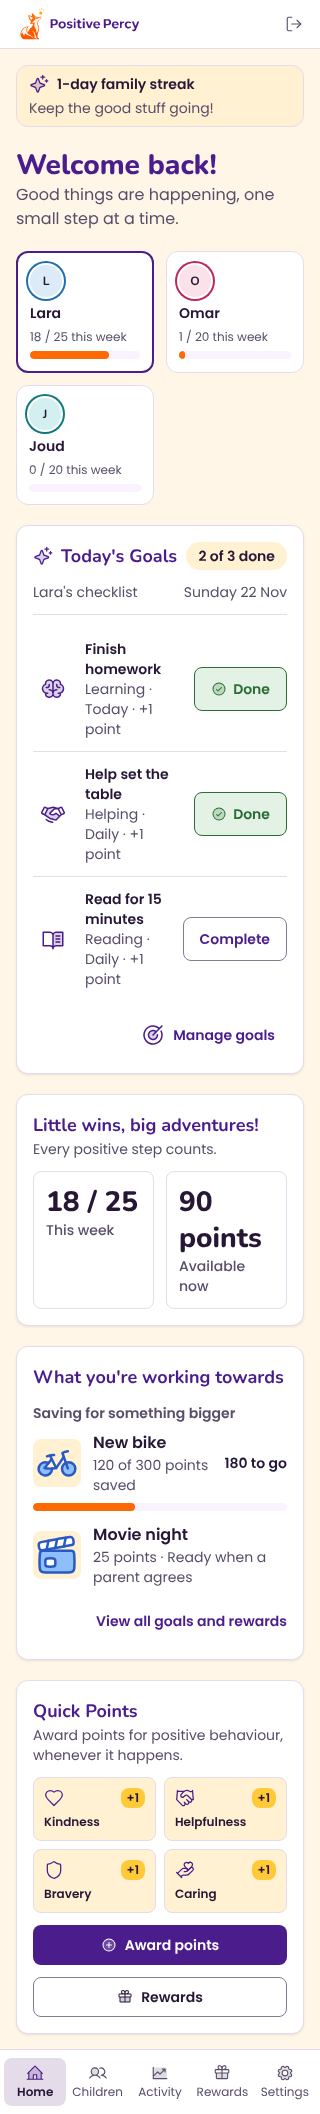 Positive Percy
1-day family streak
Keep the good stuff going!
Welcome back!
Good things are happening, one
small step at a time.
L
Lara
18 / 25 this week
O
Omar
1 / 20 this week
J
Joud
0 / 20 this week
Today's Goals
2 of 3 done
Lara's checklist
Sunday 22 Nov
Finish
homework
Learning ·
Today · +1
point
Done
Help set the
table
Helping ·
Daily · +1
point
Done
Read for 15
minutes
Reading ·
Daily · +1
point
Complete
Manage goals
Little wins, big adventures!
Every positive step counts.
18 / 25
This week
90
points
Available
now
What you're working towards
Saving for something bigger
New bike
120 of 300 points
saved
180 to go
Movie night
25 points · Ready when a
parent agrees
View all goals and rewards
Quick Points
Award points for positive behaviour,
whenever it happens.
+1
Kindness
+1
Helpfulness
+1
Bravery
+1
Caring
Award points
Rewards
Home
Children
Activity
Rewards
Settings